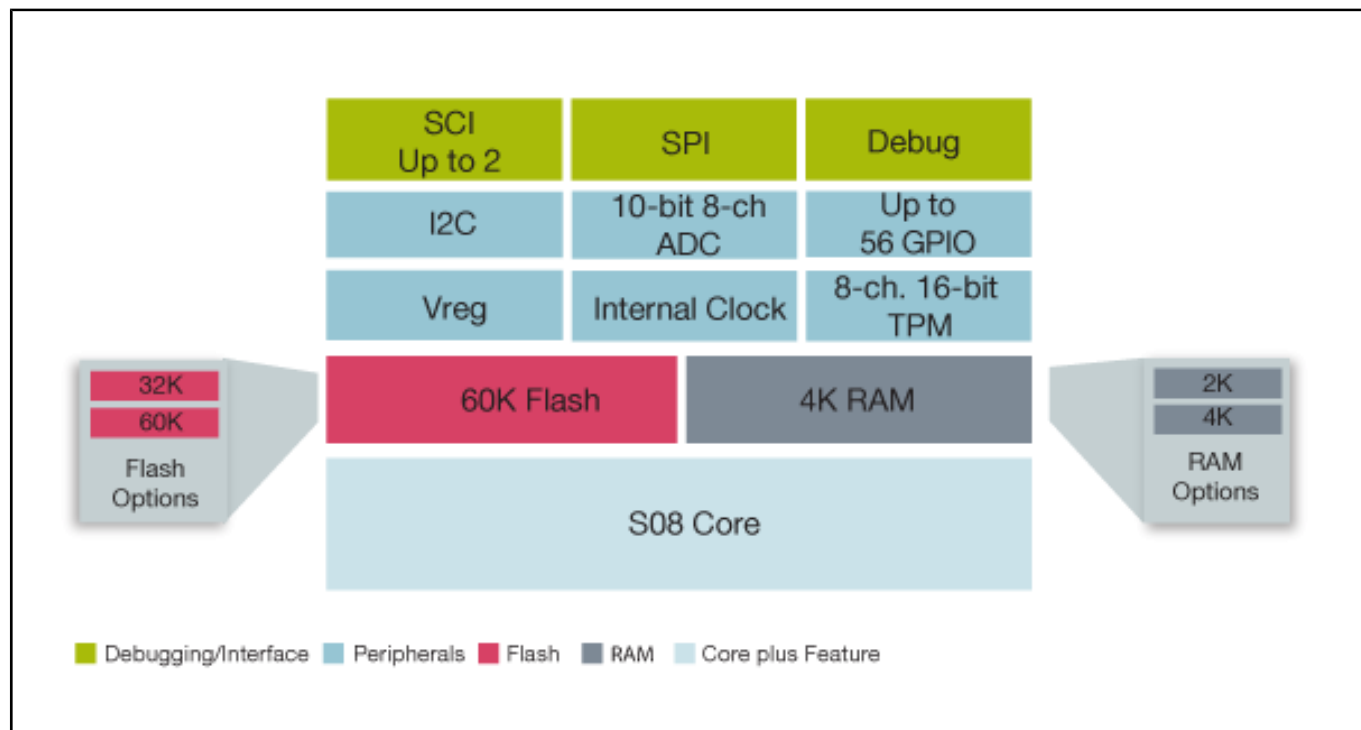 SCI
Up to 2
SPI
Debug
I2C
10-bit 8-ch
ADC
Up to
56 GPIO
Vreg
Internal Clock
8-ch. 16-bit
TPM
32K
60K
Flash
Options
60K Flash
4K RAM
2K
4K
RAM
Options
S08 Core
Debugging/Interface
Peripherals
Flash
RAM
Core plus Feature